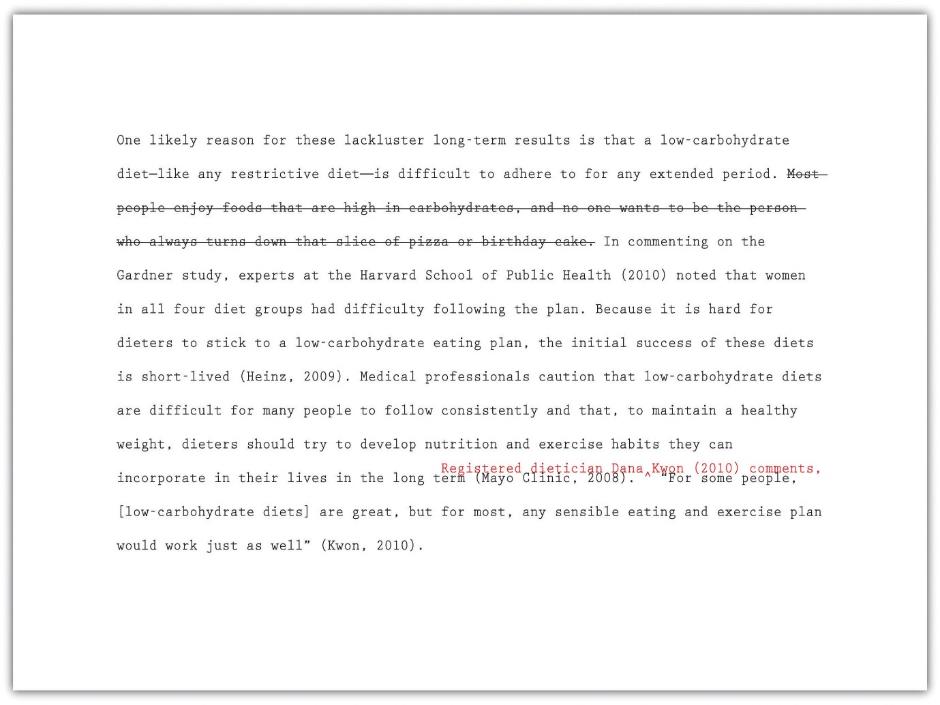 One likely reason for these lackluster long-term results is that a low-carbohydrate
diet—like any restrictive diet—is difficult to adhere to for any extended period. Most
people enjoy foods that are high in carbohydrates, and no one wants to be the person
who always turns down that slice of pizza or birthday cake. In commenting on the
Gardner study, experts at the Harvard School of Public Health (2010) noted that women
in all four diet groups had difficulty following the plan. Because it is hard for
dieters to stick to a low-carbohydrate eating plan, the initial success of these diets
is short-lived (Heinz, 2009). Medical professionals caution that low-carbohydrate diets
are difficult for many people to follow consistently and that, to maintain a healthy
weight, dieters should try to develop nutrition and exercise habits they can
Registered dietician Dana Kwon (2010) comments,
incorporate in their lives in the long term (Mayo Clinic, 2008). ^ “For some people,
[low-carbohydrate diets] are great, but for most, any sensible eating and exercise plan
would work just as well” (Kwon, 2010).